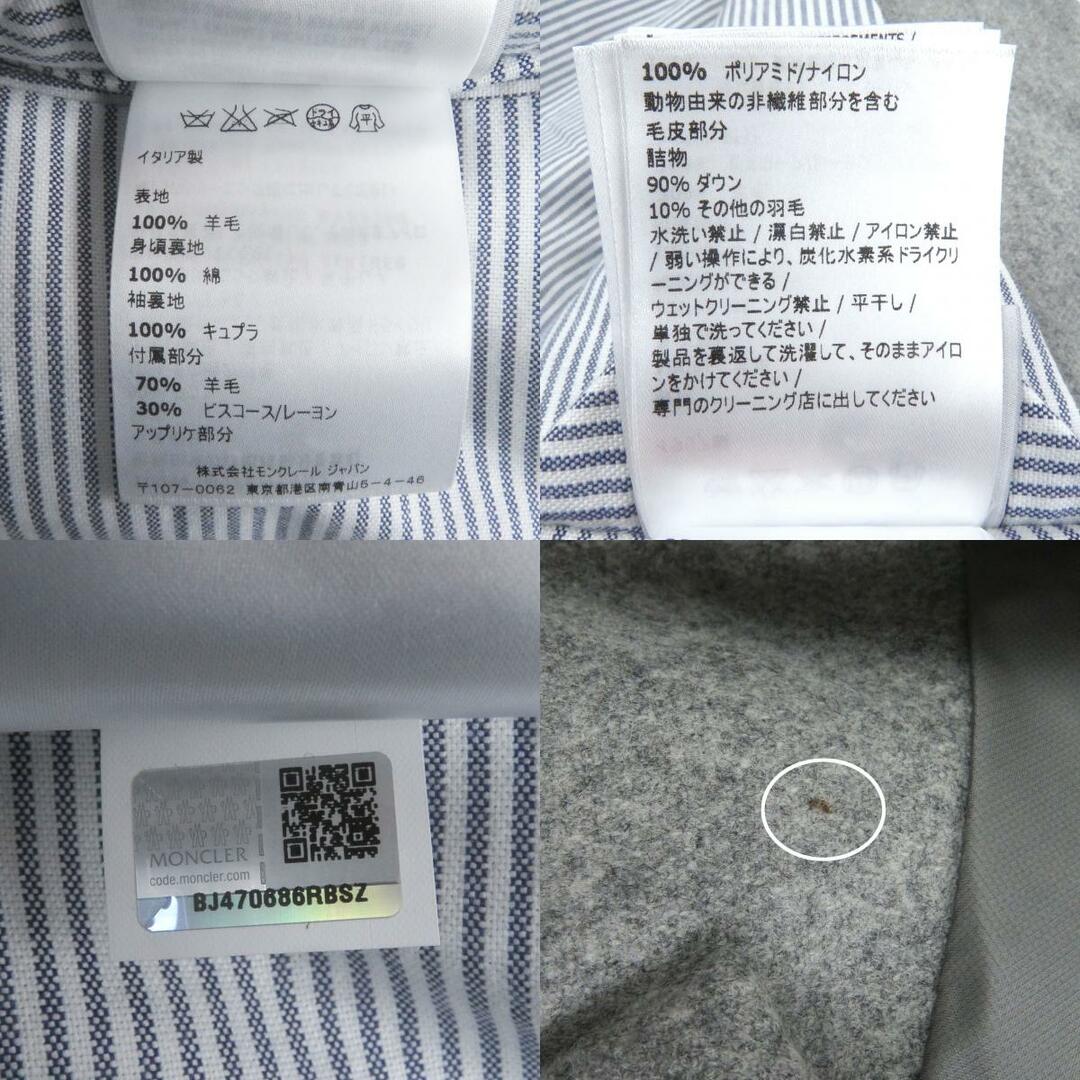 イタリア製
表地
100% 羊毛
身頃裏地
100% 綿
袖裏地
100% キュプラ
付属部分
70% 羊毛
30% ビスコース/レーヨン
アップリケ部分
株式会社モンクレール ジャパン
〒107-0062 東京都港区南青山5-4-46
100% ポリアミド/ナイロン
動物由来の非繊維部分を含む
毛皮部分
詰物
90% ダウン
10% その他の羽毛
水洗い禁止 / 漂白禁止 / アイロン禁止
/ 弱い操作により、炭化水素系ドライクリ
ーニングができる /
ウェットクリーニング禁止 / 平干し /
単独で洗ってください /
製品を裏返して洗濯して、そのままアイロ
ンをかけてください /
専門のクリーニング店に出してください
MONCLER
code.moncler.com
BJ470686RBSZ